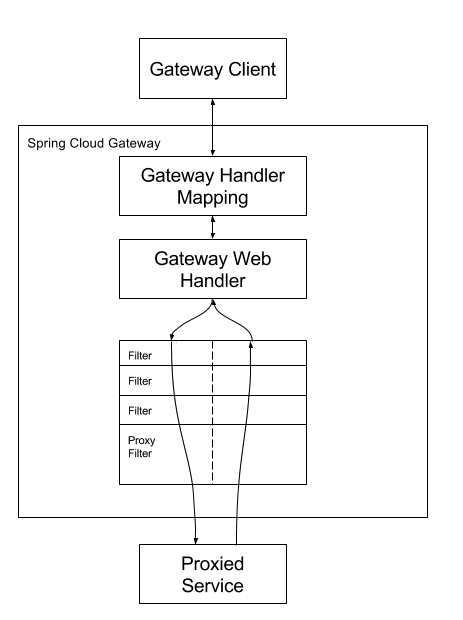 Gateway Client
Spring Cloud Gateway
Gateway Handler
Mapping
Gateway Web
Handler
Filter
Filter
Filter
Proxy
Filter
Proxied
Service